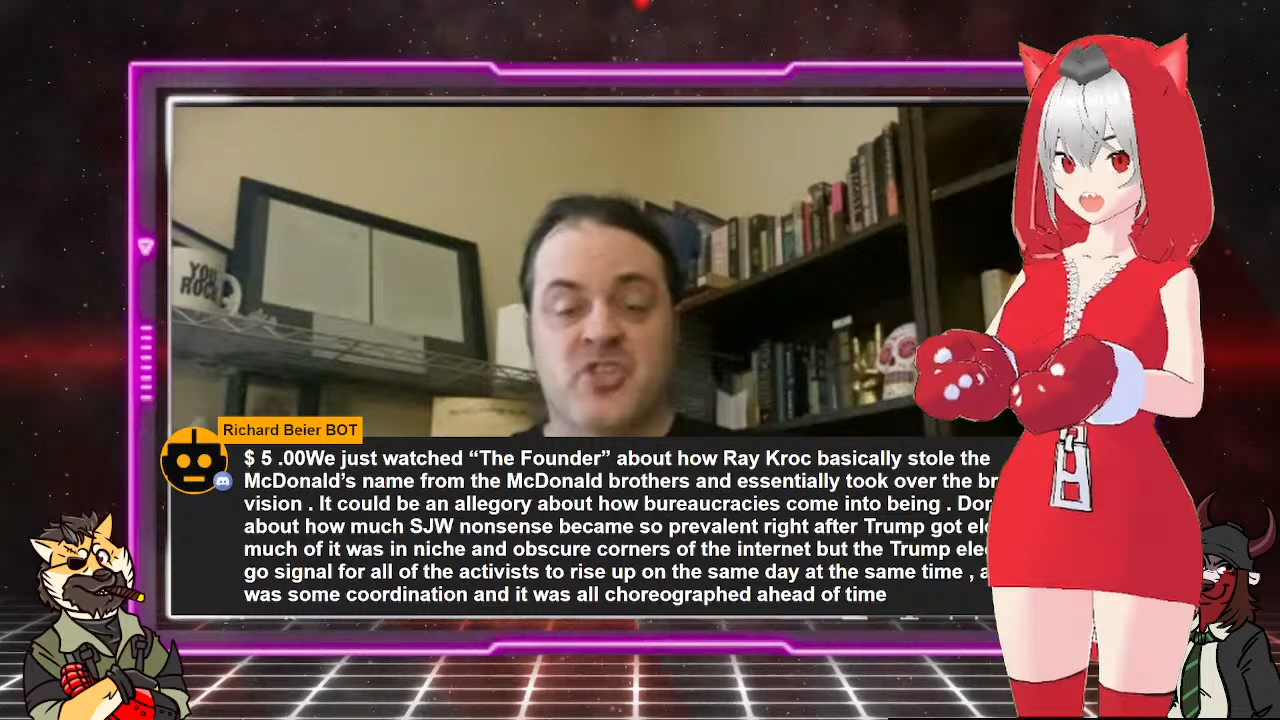 YOU
ROCK
Richard Beier BOT
$ 5 .00We just watched “The Founder” about how Ray Kroc basically stole the
McDonald’s name from the McDonald brothers and essentially took over the br
vision . It could be an allegory about how bureaucracies come into being . Don
about how much SJW nonsense became so prevalent right after Trump got ele
much of it was in niche and obscure corners of the internet but the Trump elec
go signal for all of the activists to rise up on the same day at the same time , a
was some coordination and it was all choreographed ahead of time